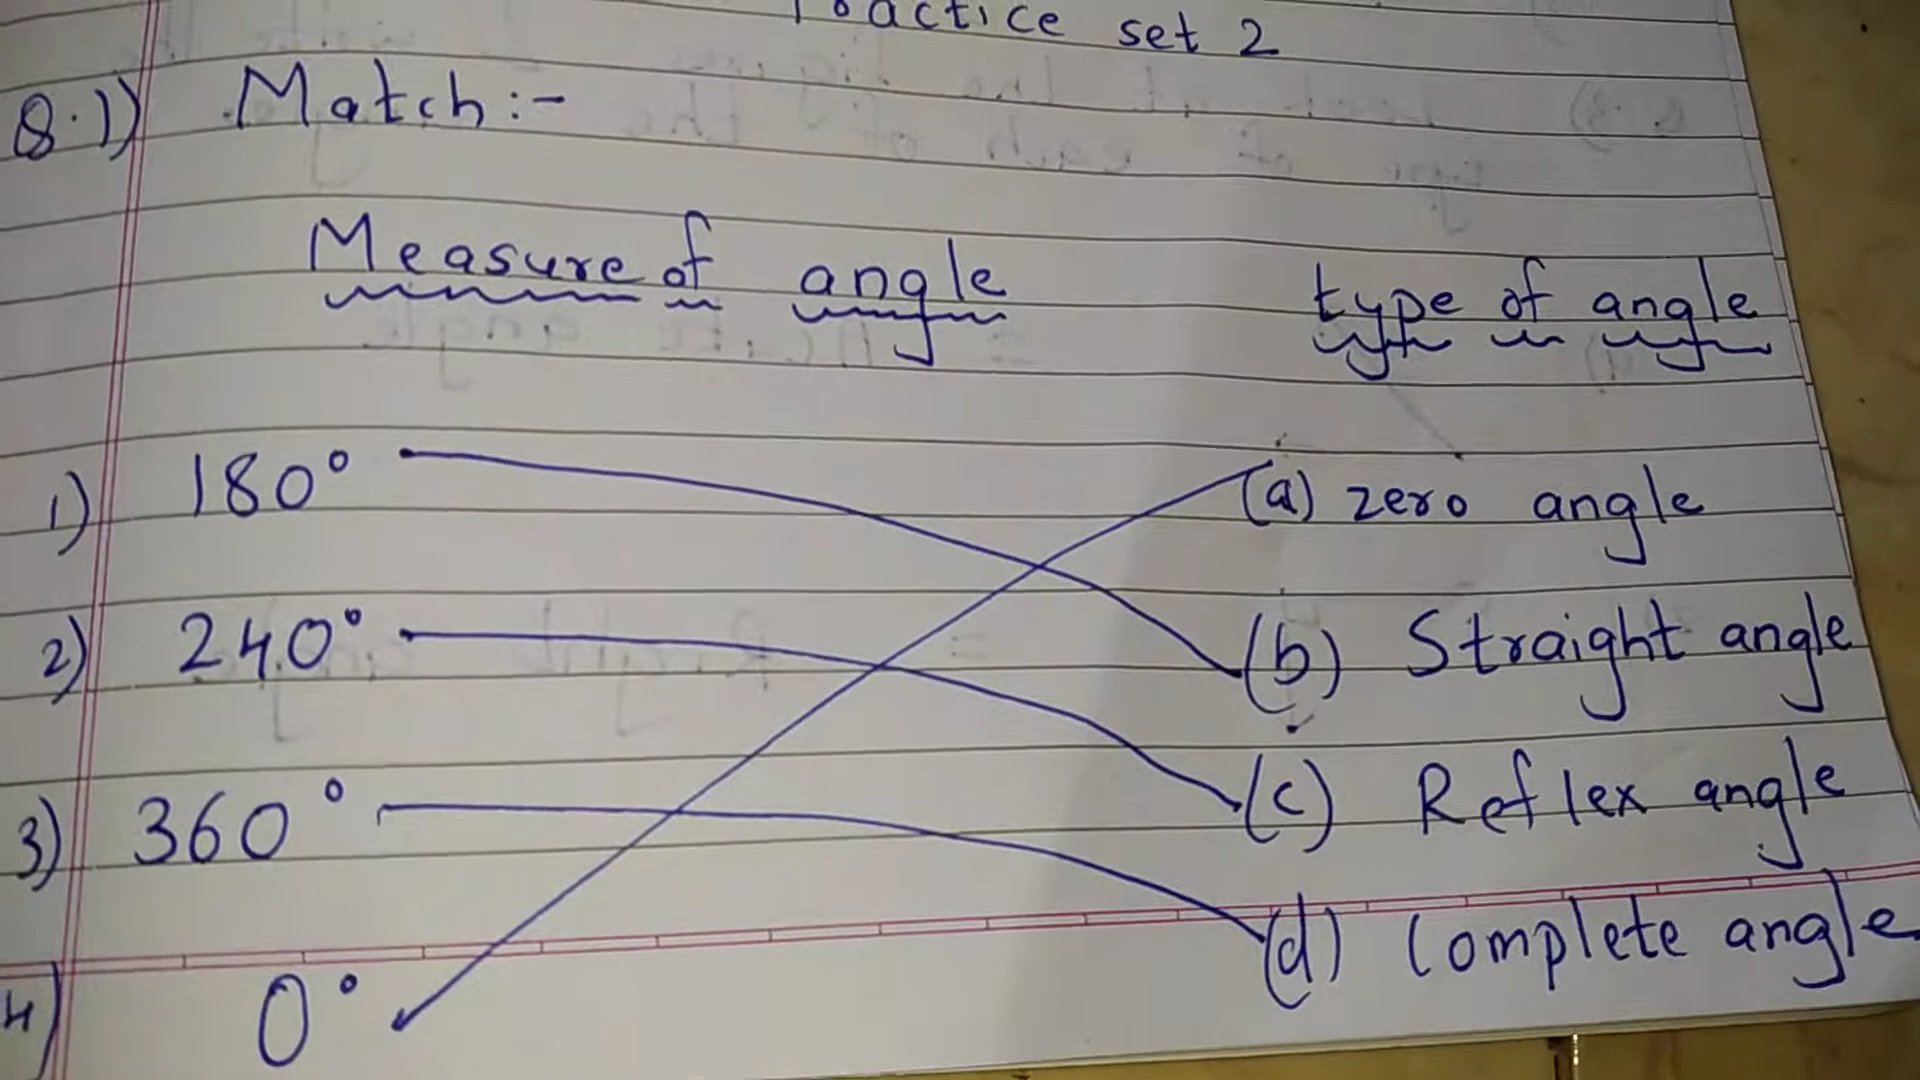 Practice set 2
Q.1) Match :-
Measure of angle type of angle
1) 180° (a) zero angle
2) 240° (b) Straight angle
3) 360° (c) Reflex angle
4) 0° (d) Complete angle